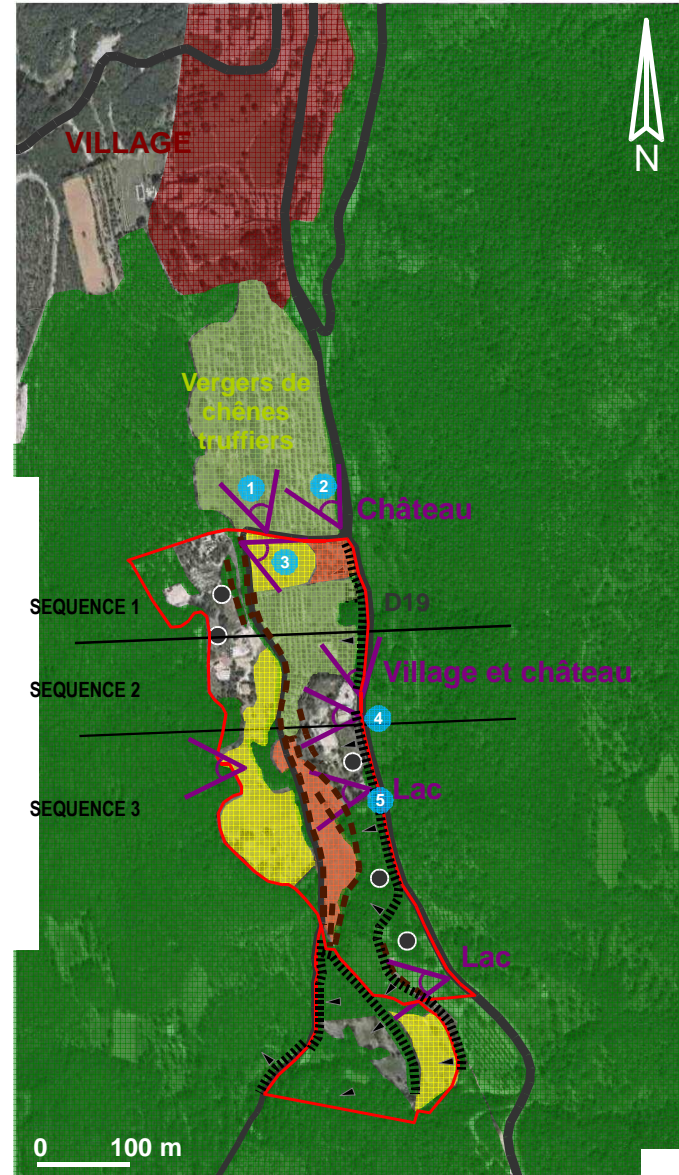 VILLAGE
N
Vergers de
chênes
truffiers
1
2
Château
3
SEQUENCE 1
D19
Village et château
SEQUENCE 2
4
Lac
5
SEQUENCE 3
Lac
0 100 m